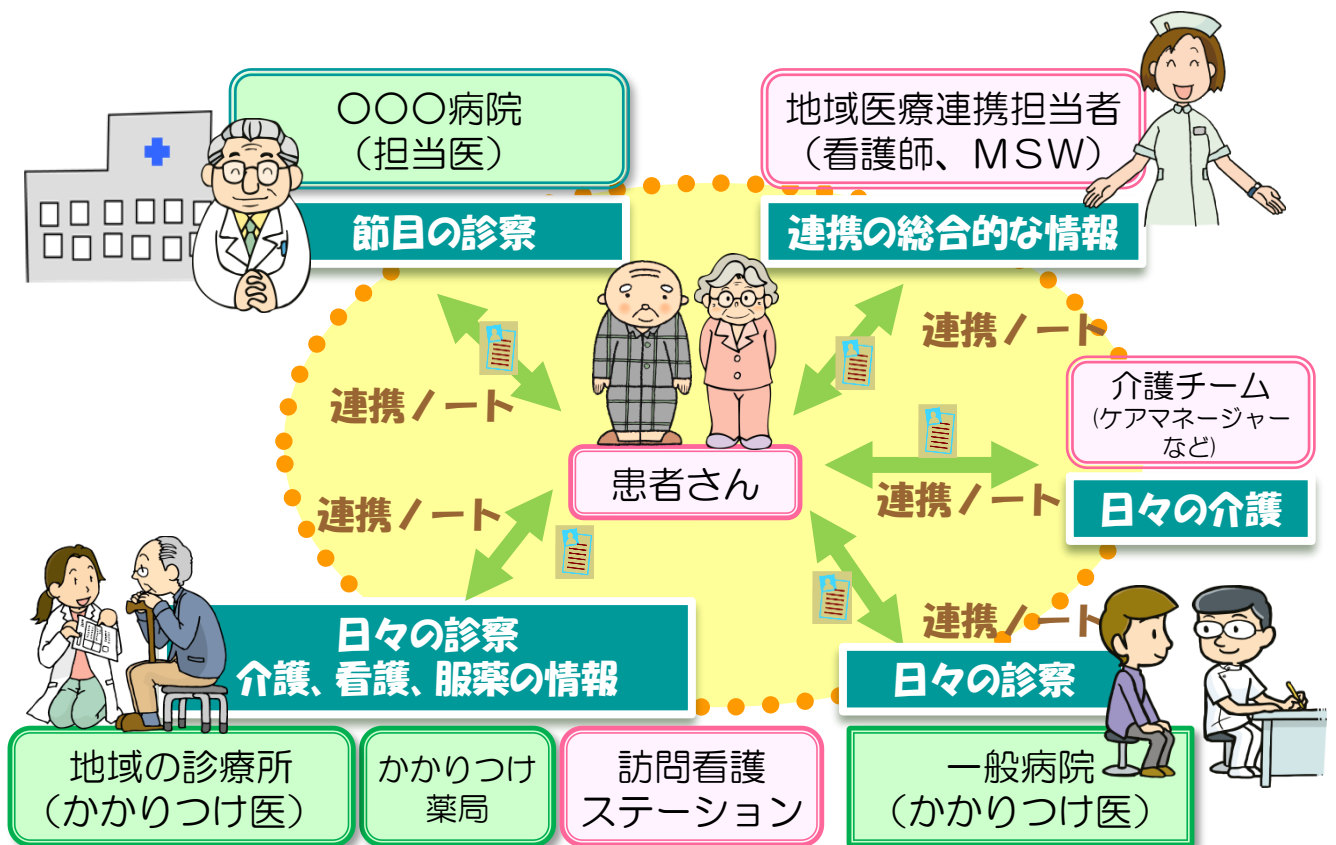 〇〇〇病院
（担当医）
地域医療連携担当者
（看護師、ＭＳＷ）
節目の診察
連携の総合的な情報
連携ノート
連携ノート
介護チーム
(ケアマネージャー
など)
患者さん
連携ノート
連携ノート
日々の介護
連携ノート
日々の診察
介護、看護、服薬の情報
日々の診察
地域の診療所
（かかりつけ医）
かかりつけ
薬局
訪問看護
ステーション
一般病院
（かかりつけ医）